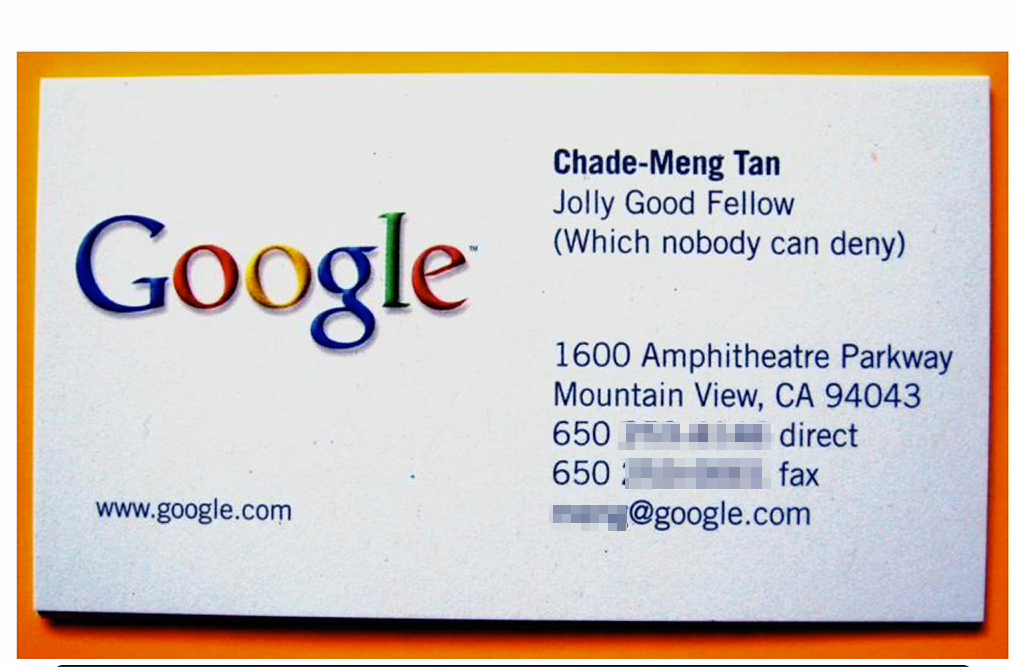 Google™
www.google.com
Chade-Meng Tan
Jolly Good Fellow
(Which nobody can deny)
1600 Amphitheatre Parkway
Mountain View, CA 94043
650 direct
650 fax
@google.com